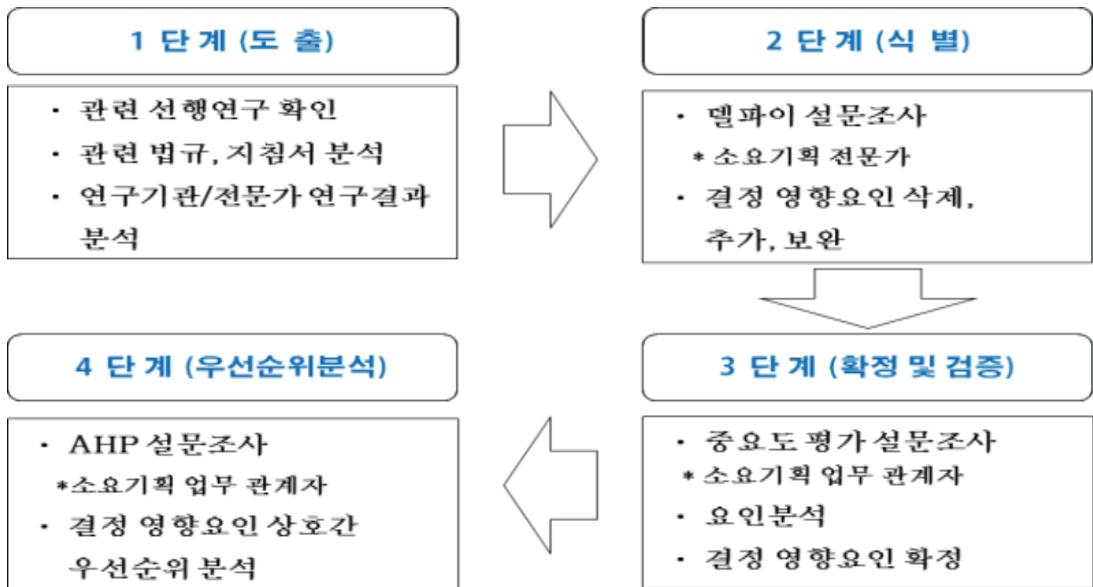 1 단 계 (도 출)
· 관련 선행연구 확인
· 관련 법규, 지침서 분석
· 연구기관/전문가 연구결과
분석
2 단 계 (식 별)
· 델파이 설문조사
* 소요기획 전문가
· 결정 영향요인 삭제,
추가, 보완
3 단 계 (확정 및 검증)
· 중요도 평가 설문조사
* 소요기획 업무 관계자
· 요인분석
· 결정 영향요인 확정
4 단 계 (우선순위분석)
· AHP 설문조사
*소요기획 업무 관계자
· 결정 영향요인 상호간
우선순위 분석